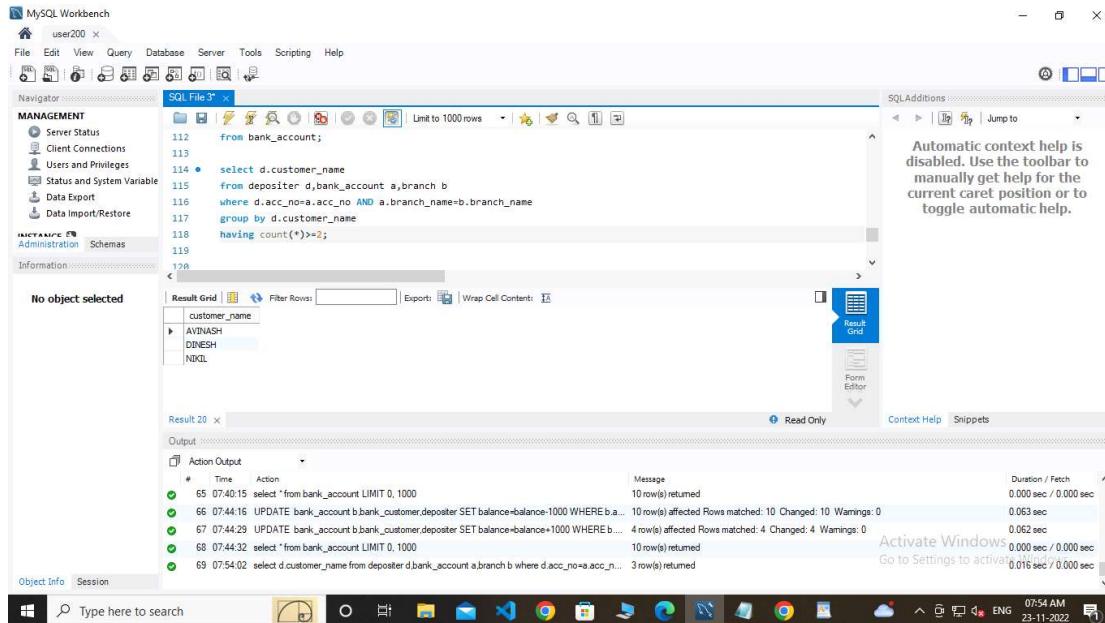 MySQL Workbench
user200
File Edit View Query Database Server Tools Scripting Help
Navigator
MANAGEMENT
Server Status
Client Connections
Users and Privileges
Status and System Variable
Data Export
Data Import/Restore
INSTANCE
Administration Schemas
Information
No object selected
Object Info Session
SQL File 3*
Limit to 1000 rows
112 from bank_account;
113
114 select d.customer_name
115 from depositer d,bank_account a,branch b
116 where d.acc_no=a.acc_no AND a.branch_name=b.branch_name
117 group by d.customer_name
118 having count(*)>=2;
119
120
Result Grid Filter Rows: Export: Wrap Cell Content:
customer_name
AVINASH
DINESH
NIKIL
Result Grid
Form Editor
Result 20
Read Only
SQLAdditions
Jump to
Automatic context help is
disabled. Use the toolbar to
manually get help for the
current caret position or to
toggle automatic help.
Context Help Snippets
Output
Action Output
# Time Action Message Duration / Fetch
65 07:40:15 select * from bank_account LIMIT 0, 1000 10 row(s) returned 0.000 sec / 0.000 sec
66 07:44:16 UPDATE bank_account b,bank_customer,depositer SET balance=balance-1000 WHERE b.a... 10 row(s) affected Rows matched: 10 Changed: 10 Warnings: 0 0.063 sec
67 07:44:29 UPDATE bank_account b,bank_customer,depositer SET balance=balance+1000 WHERE b.... 4 row(s) affected Rows matched: 4 Changed: 4 Warnings: 0 0.062 sec
68 07:44:32 select * from bank_account LIMIT 0, 1000 10 row(s) returned 0.000 sec / 0.000 sec
69 07:54:02 select d.customer_name from depositer d,bank_account a,branch b where d.acc_no=a.acc_n... 3 row(s) returned 0.016 sec / 0.000 sec
Activate Windows
Go to Settings to activate Windows.
Type here to search
ENG
07:54 AM
23-11-2022